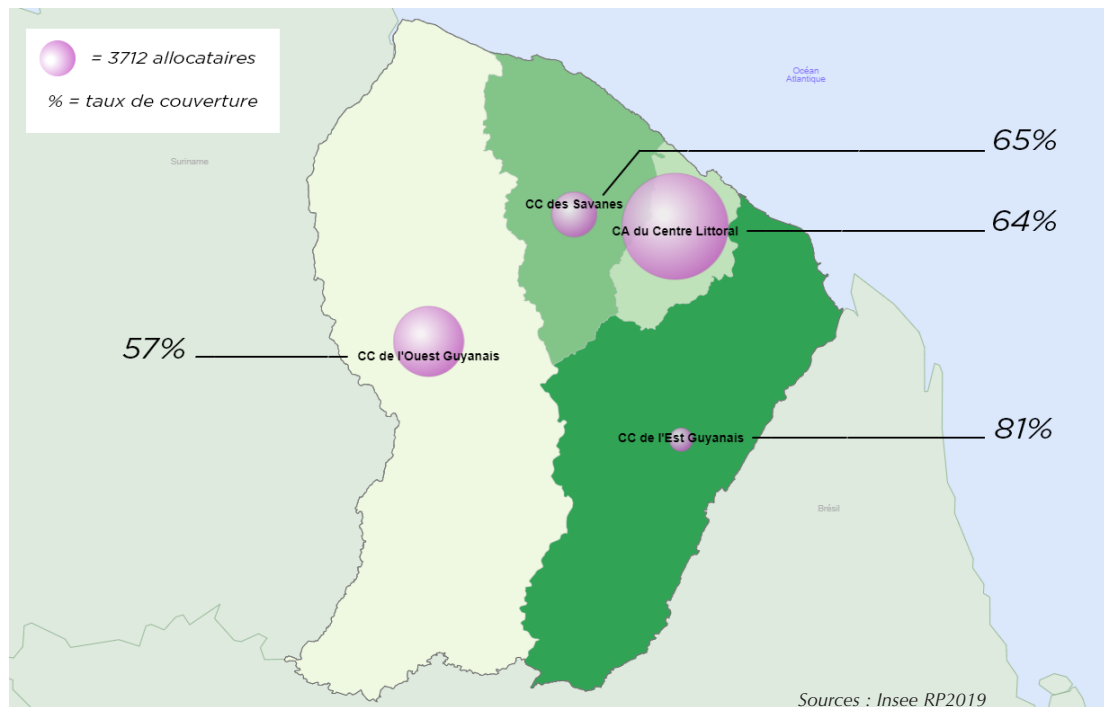 = 3712 allocataires
% = taux de couverture
Océan
Atlantique
Suriname
65%
CC des Savanes
64%
CA du Centre Littoral
57%
CC de l'Ouest Guyanais
81%
CC de l'Est Guyanais
Brésil
Sources : Insee RP2019